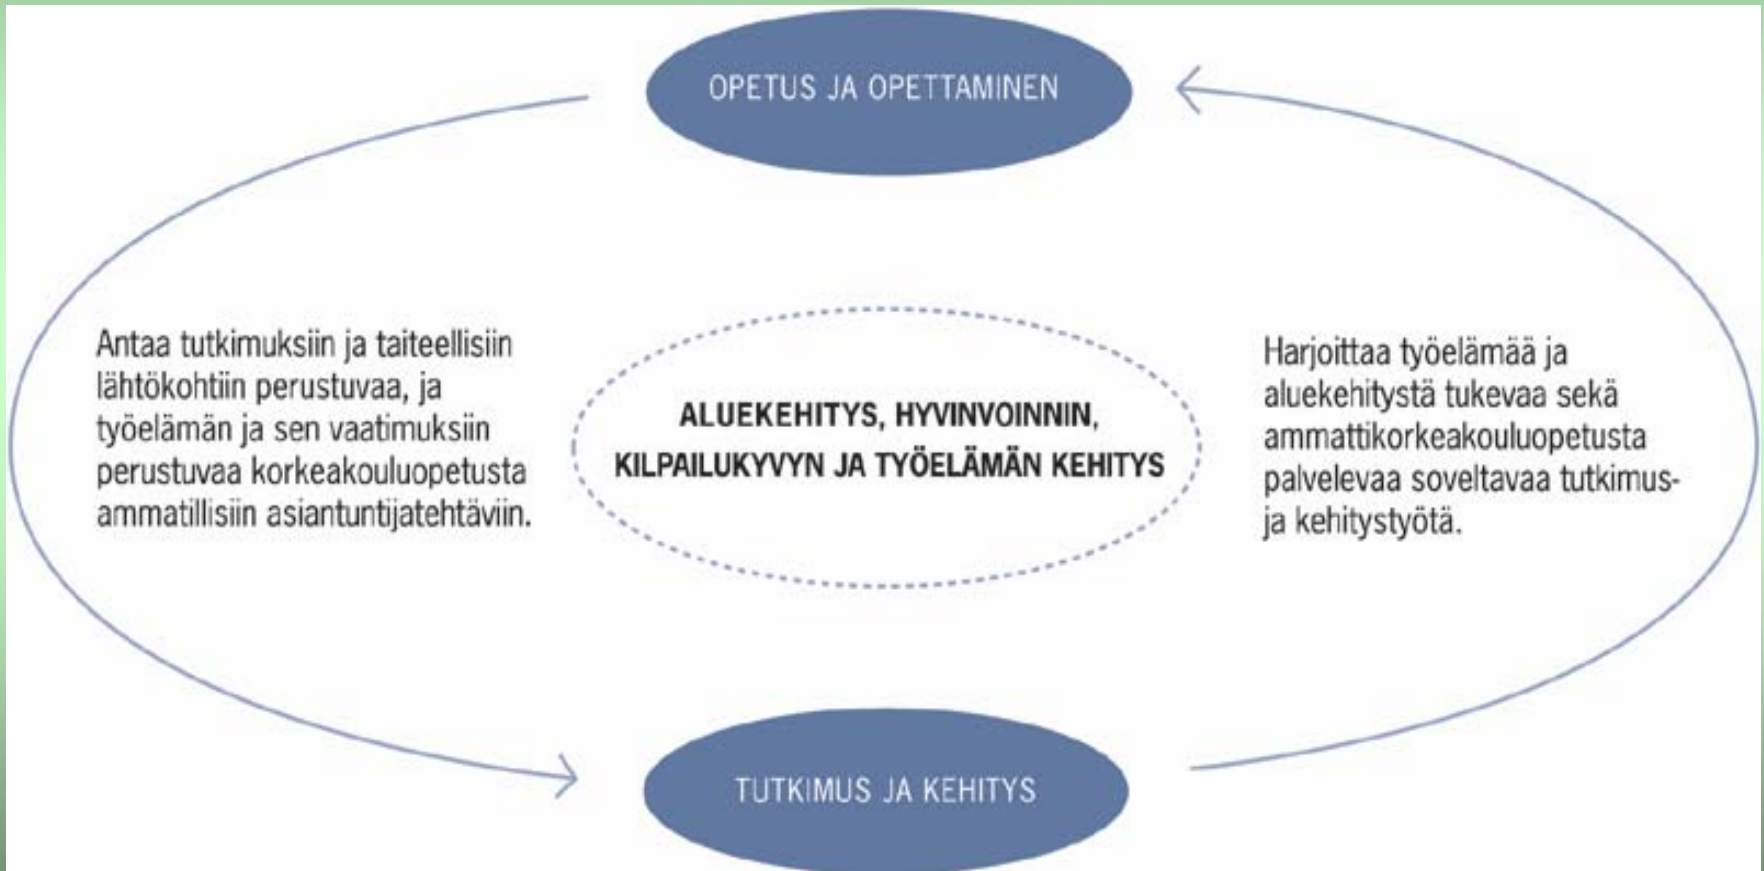 OPETUS JA OPETTAMINEN
Antaa tutkimuksiin ja taiteellisiin
lähtökohtiin perustuvaa, ja
työelämän ja sen vaatimuksiin
perustuvaa korkeakouluopetusta
ammatillisiin asiantuntijatehtäviin.
ALUEKEHITYS, HYVINVOINNIN,
KILPAILUKYVYN JA TYÖELÄMÄN KEHITYS
Harjoittaa työelämää ja
aluekehitystä tukevaa sekä
ammattikorkeakouluopetusta
palvelevaa soveltavaa tutkimus-
ja kehitystyötä.
TUTKIMUS JA KEHITYS